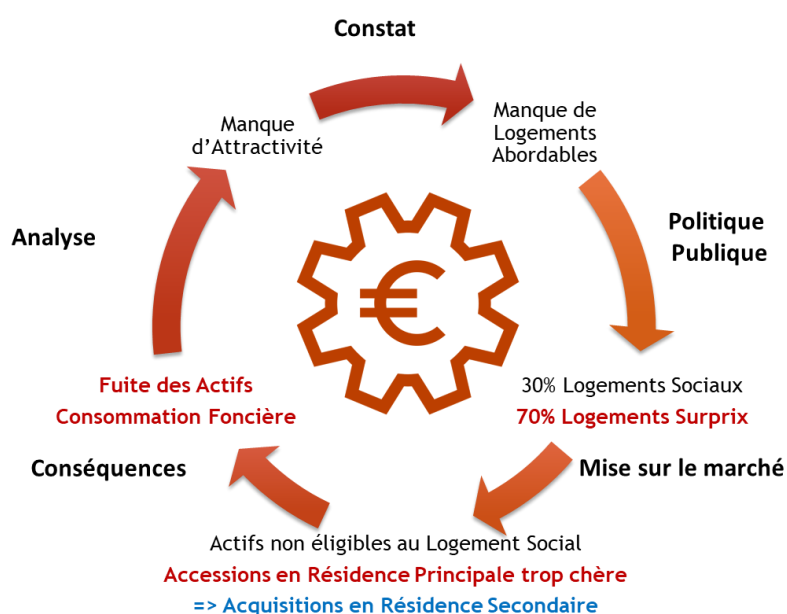 Constat
Manque
d'Attractivité
Manque de
Logements
Abordables
Politique
Publique
30% Logements Sociaux
70% Logements Surprix
Mise sur le marché
Actifs non éligibles au Logement Social
Accessions en Résidence Principale trop chère
=> Acquisitions en Résidence Secondaire
Conséquences
Fuite des Actifs
Consommation Foncière
Analyse
€